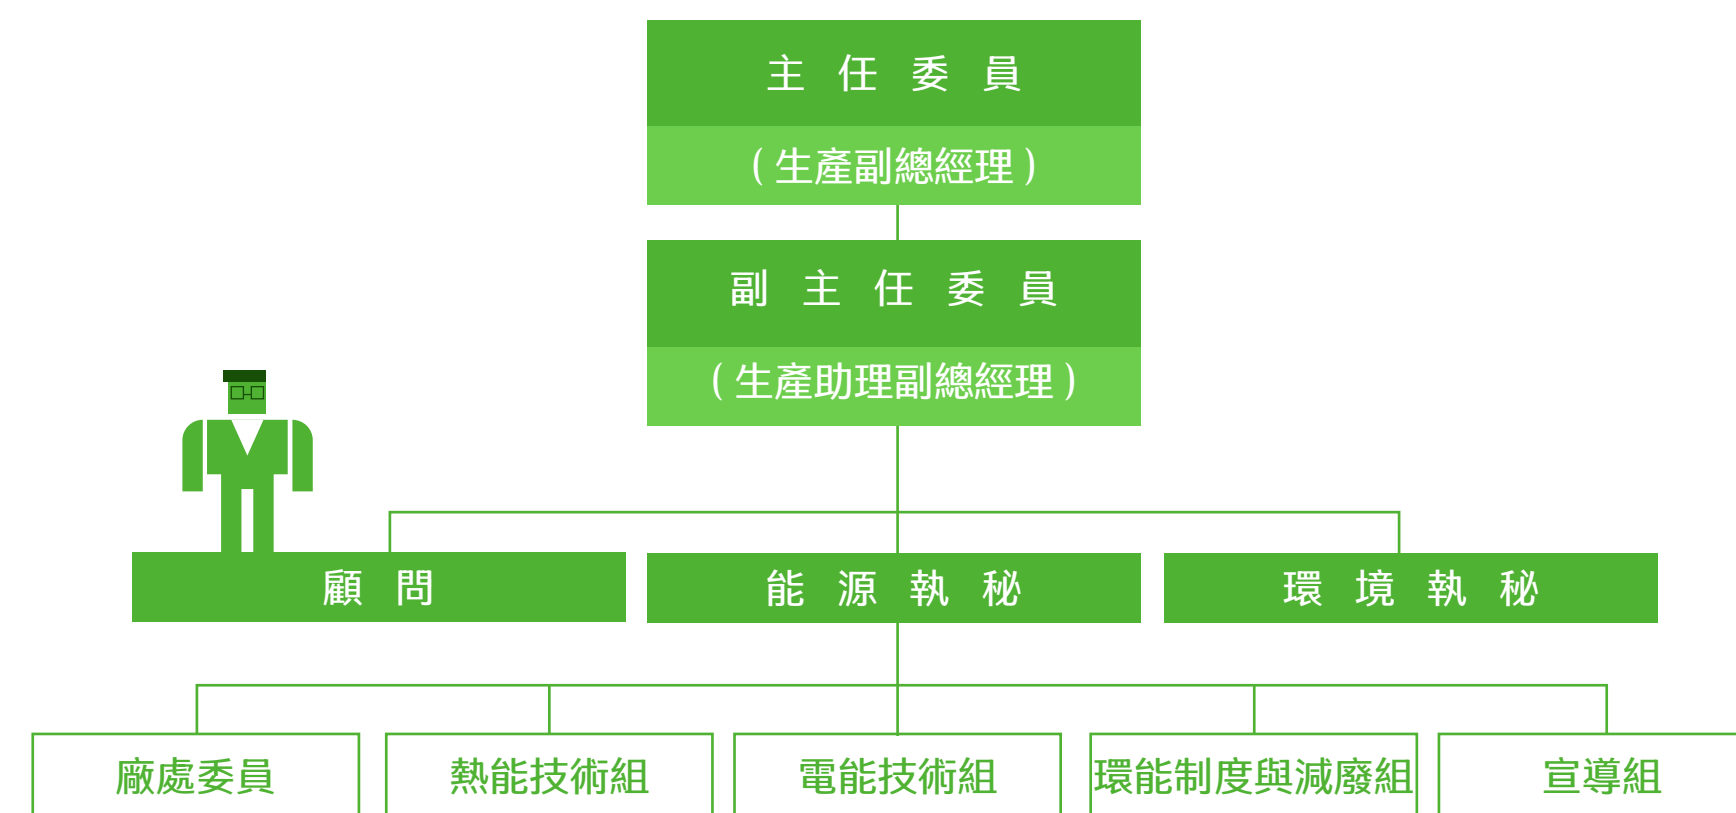 主任委員
(生產副總經理)
副主任委員
(生產助理副總經理)
顧問
能源執秘
環境執秘
廠處委員
熱能技術組
電能技術組
環能制度與減廢組
宣導組